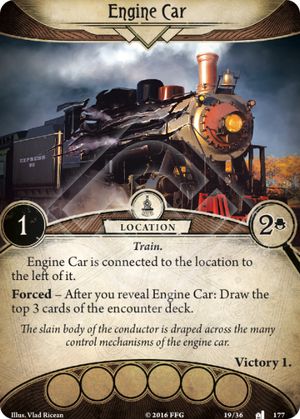 Engine Car
EXPRESS
1
LOCATION
2
Train.
Engine Car is connected to the location to
the left of it.
Forced – After you reveal Engine Car: Draw the
top 3 cards of the encounter deck.
The slain body of the conductor is draped across the many
control mechanisms of the engine car.
Victory 1.
Illus. Vlad Ricean
© 2016 FFG
19/36
177